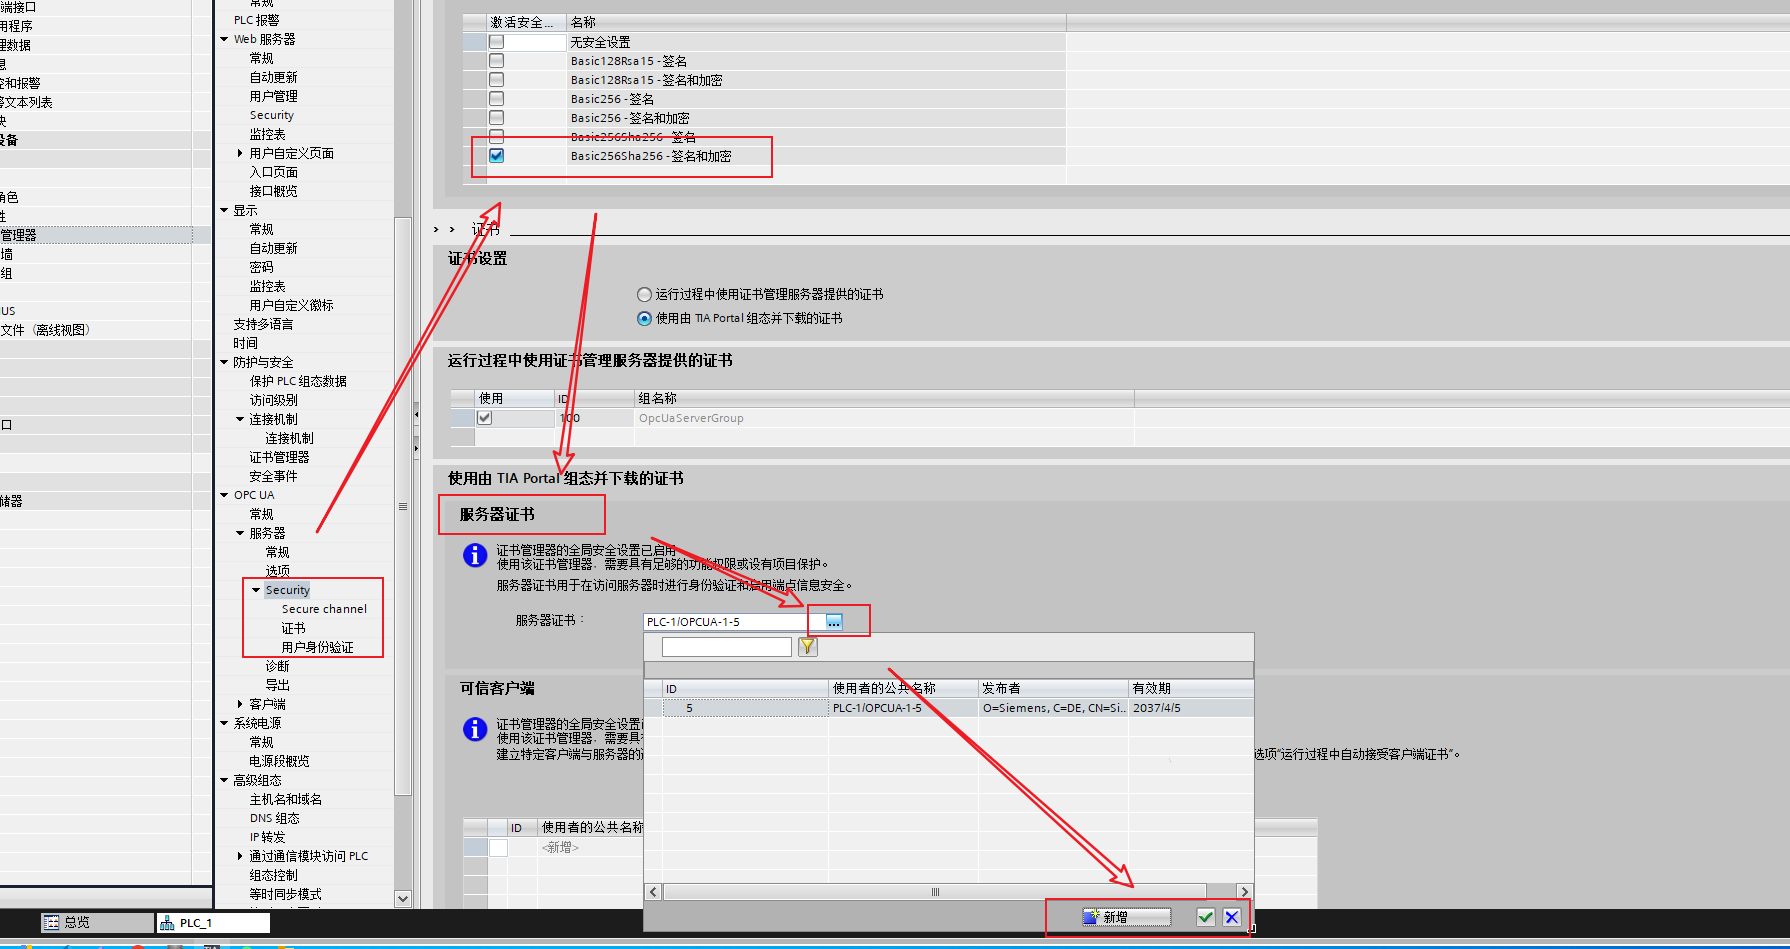 端接口
用程序
理数据
息
空和报警
警文本列表
块
设备
角色
性
管理器
墙
组
IUS
文件（离线视图）
口
储器
常规
PLC 报警
Web 服务器
常规
自动更新
用户管理
Security
监控表
用户自定义页面
入口页面
接口概览
显示
常规
自动更新
密码
监控表
用户自定义徽标
支持多语言
时间
防护与安全
保护 PLC 组态数据
访问级别
连接机制
连接机制
证书管理器
安全事件
OPC UA
常规
服务器
常规
选项
Security
Secure channel
证书
用户身份验证
诊断
导出
客户端
系统电源
常规
电源段概览
高级组态
主机名和域名
DNS 组态
IP 转发
通过通信模块访问 PLC
组态控制
等时同步模式
激活安全... 名称
无安全设置
Basic128Rsa15 - 签名
Basic128Rsa15 - 签名和加密
Basic256 - 签名
Basic256 - 签名和加密
Basic256Sha256 - 签名
Basic256Sha256 - 签名和加密
> > 证书
证书设置
运行过程中使用证书管理服务器提供的证书
使用由 TIA Portal 组态并下载的证书
运行过程中使用证书管理服务器提供的证书
使用 ID 组名称
100 OpcUaServerGroup
使用由 TIA Portal 组态并下载的证书
服务器证书
证书管理器的全局安全设置已启用
使用该证书管理器，需要具有足够的功能权限或设有项目保护。
服务器证书用于在访问服务器时进行身份验证和启用端点信息安全。
服务器证书： PLC-1/OPCUA-1-5 ...
ID 使用者的公共名称 发布者 有效期
5 PLC-1/OPCUA-1-5 O=Siemens, C=DE, CN=Si.. 2037/4/5
可信客户端
证书管理器的全局安全设置
使用该证书管理器，需要具
建立特定客户端与服务器的 选项"运行过程中自动接受客户端证书"。
ID 使用者的公共名称
<新增>
新增
总览 PLC_1